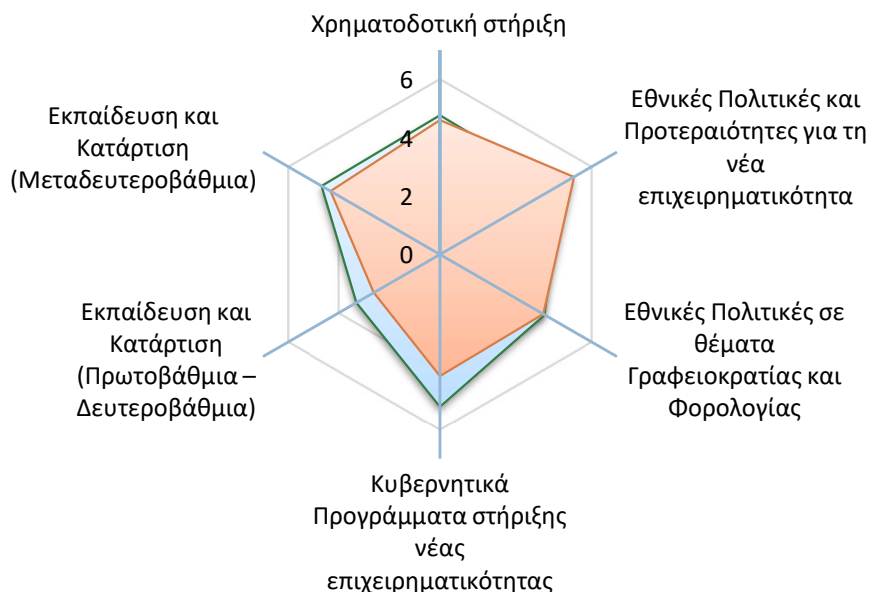 Χρηματοδοτική στήριξη
6
4
2
0
Εθνικές Πολιτικές και
Προτεραιότητες για τη
νέα
επιχειρηματικότητα
Εθνικές Πολιτικές σε
θέματα
Γραφειοκρατίας και
Φορολογίας
Κυβερνητικά
Προγράμματα στήριξης
νέας
επιχειρηματικότητας
Εκπαίδευση και
Κατάρτιση
(Πρωτοβάθμια –
Δευτεροβάθμια)
Εκπαίδευση και
Κατάρτιση
(Μεταδευτεροβάθμια)